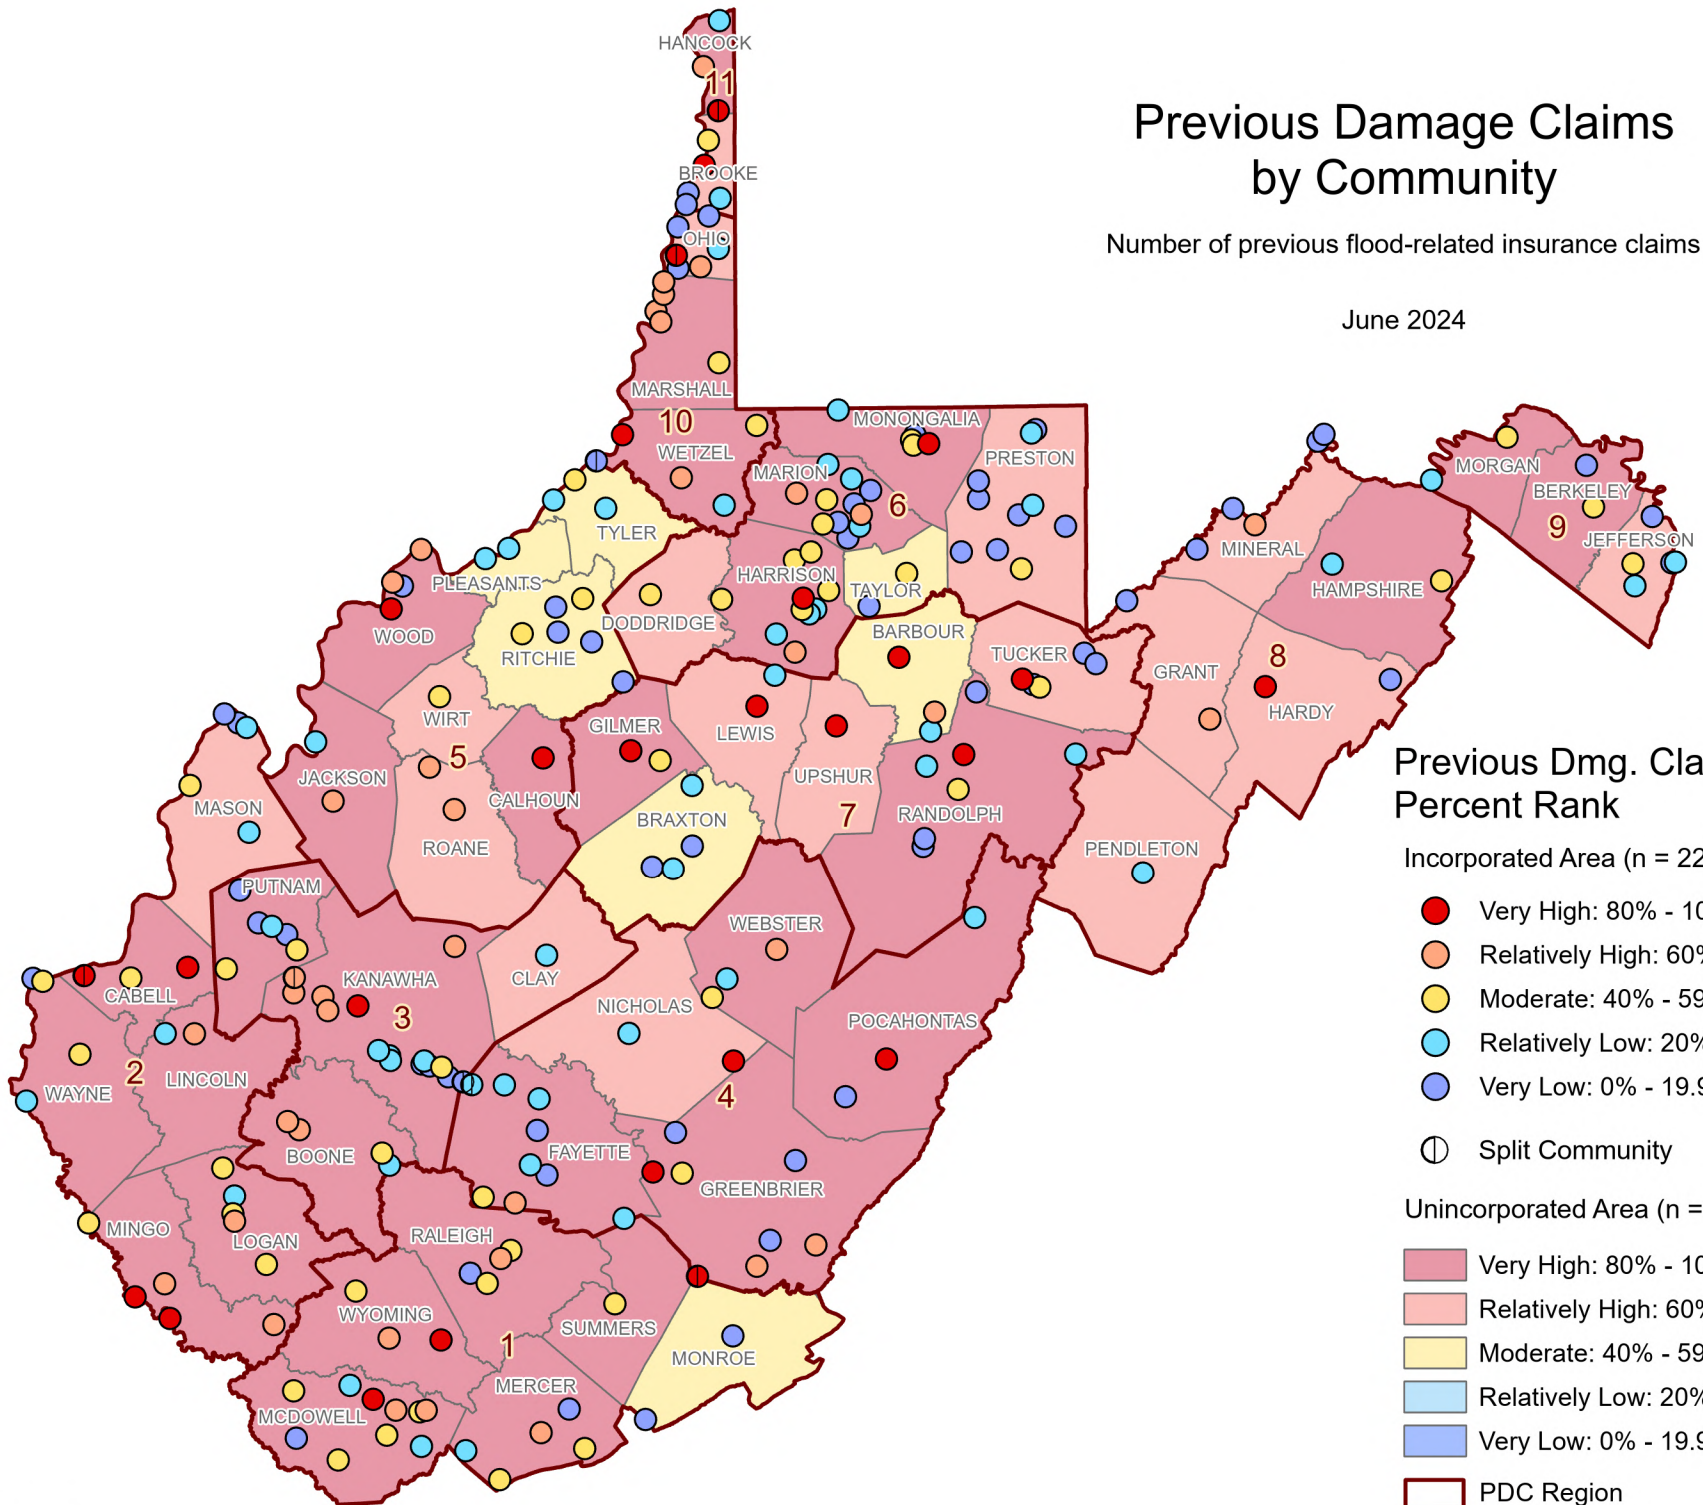 Previous Damage Claims
by Community
Number of previous flood-related insurance claims
June 2024
HANCOCK
11
BROOKE
OHIO
MARSHALL
10
WETZEL
MONONGALIA
MARION
PRESTON
6
TYLER
PLEASANTS
HARRISON
TAYLOR
DODDRIDGE
WOOD
RITCHIE
BARBOUR
TUCKER
MORGAN
BERKELEY
9
JEFFERSON
MINERAL
HAMPSHIRE
8
GRANT
HARDY
WIRT
GILMER
LEWIS
5
JACKSON
CALHOUN
UPSHUR
7
RANDOLPH
MASON
ROANE
BRAXTON
PENDLETON
PUTNAM
WEBSTER
KANAWHA
CLAY
CABELL
3
NICHOLAS
POCAHONTAS
2
WAYNE
LINCOLN
4
BOONE
FAYETTE
GREENBRIER
MINGO
LOGAN
RALEIGH
WYOMING
SUMMERS
1
MONROE
MERCER
MCDOWELL
Previous Dmg. Cla
Percent Rank
Incorporated Area (n = 22
Very High: 80% - 10
Relatively High: 60%
Moderate: 40% - 59
Relatively Low: 20%
Very Low: 0% - 19.9
Split Community
Unincorporated Area (n =
Very High: 80% - 10
Relatively High: 60%
Moderate: 40% - 59
Relatively Low: 20%
Very Low: 0% - 19.9
PDC Region